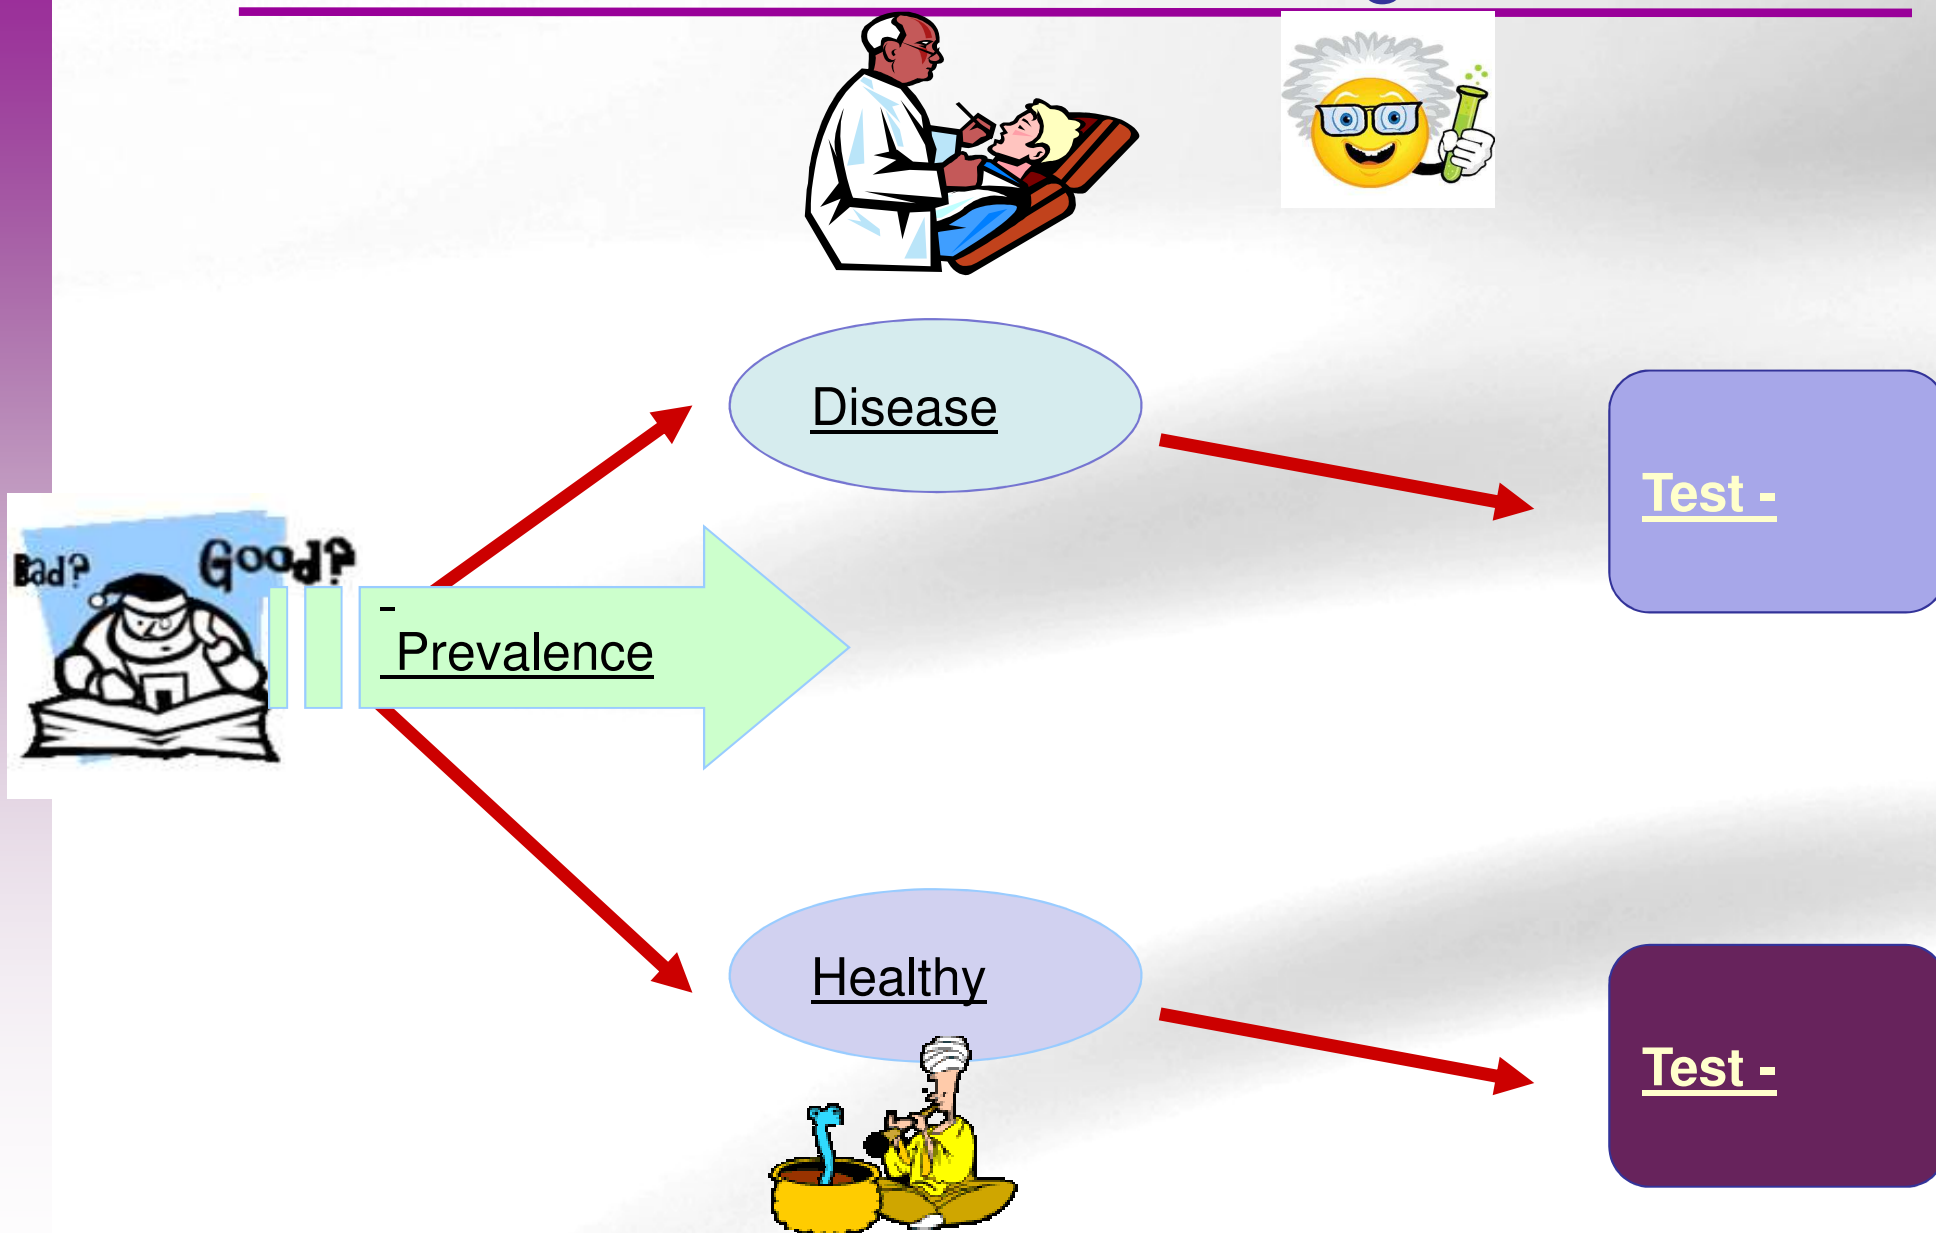 Disease
Test -
Bad?
Good?
-
Prevalence
Healthy
Test -